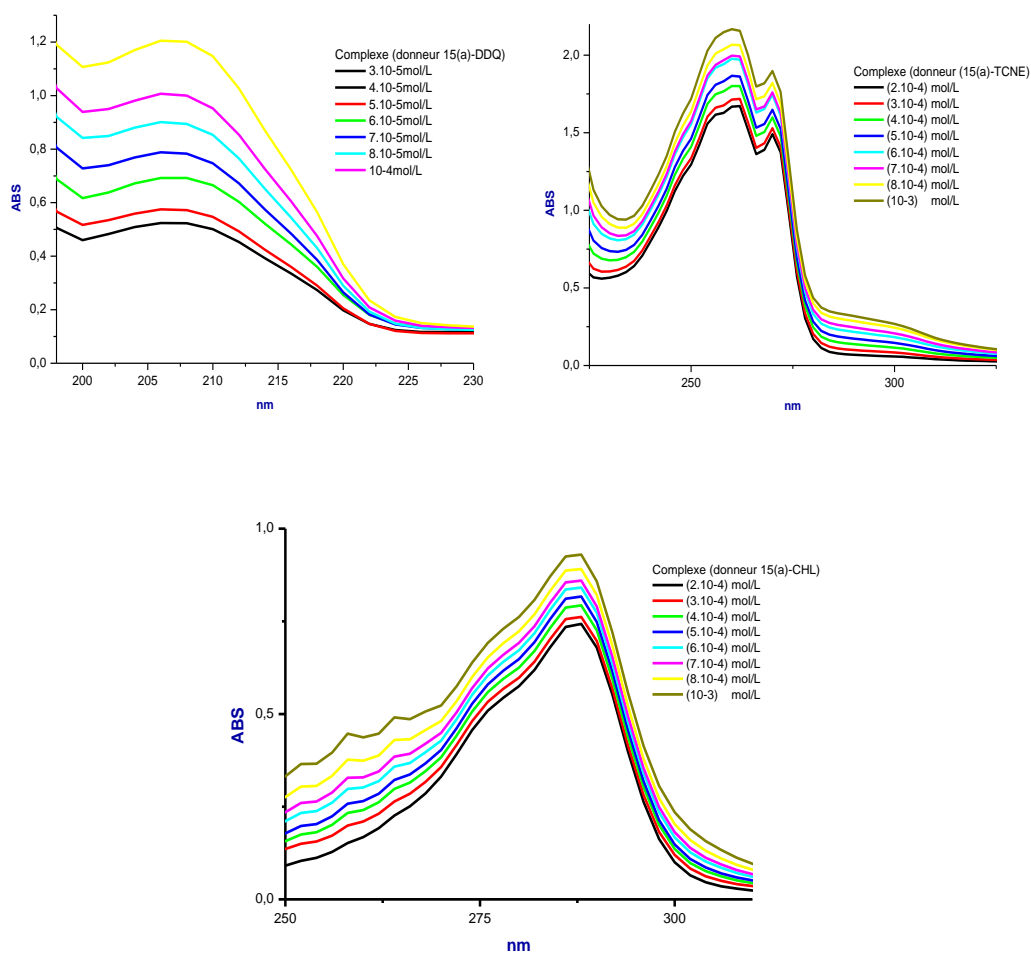 Complexe (donneur 15(a)-DDQ)
3.10-5mol/L
4.10-5mol/L
5.10-5mol/L
6.10-5mol/L
7.10-5mol/L
8.10-5mol/L
10-4mol/L
1,2
1,0
0,8
0,6
0,4
0,2
0,0
ABS
200 205 210 215 220 225 230
nm
Complexe (donneur (15(a)-TCNE)
(2.10-4) mol/L
(3.10-4) mol/L
(4.10-4) mol/L
(5.10-4) mol/L
(6.10-4) mol/L
(7.10-4) mol/L
(8.10-4) mol/L
(10-3) mol/L
2,0
1,5
1,0
0,5
0,0
ABS
250 300
nm
Complexe (donneur 15(a)-CHL)
(2.10-4) mol/L
(3.10-4) mol/L
(4.10-4) mol/L
(5.10-4) mol/L
(6.10-4) mol/L
(7.10-4) mol/L
(8.10-4) mol/L
(10-3) mol/L
1,0
0,5
0,0
ABS
250 275 300
nm